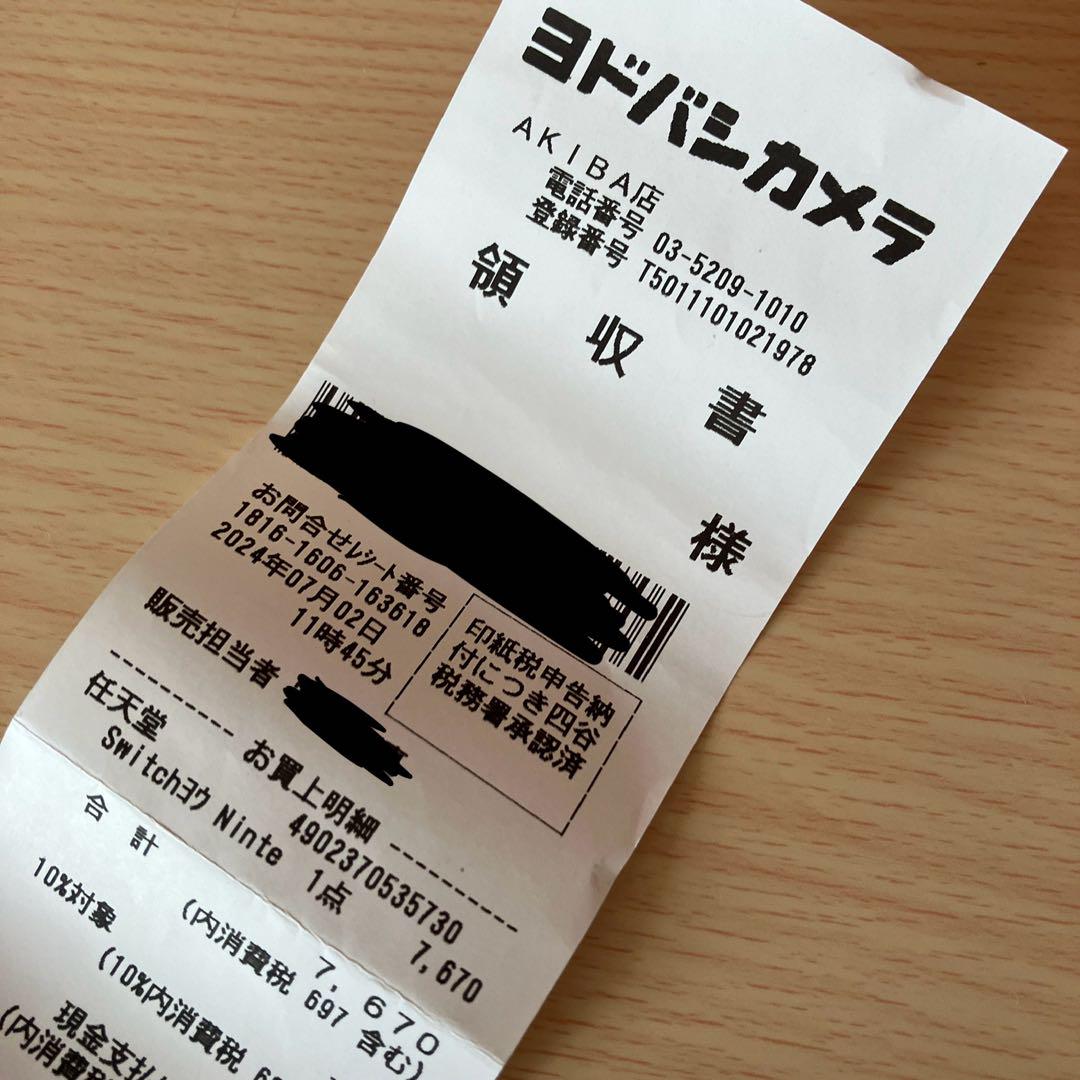 ヨドバシカメラ
AKIBA店
電話番号 03-5209-1010
登録番号 T5011101021978
領 収 書
様
お問合せレシート番号
1816-1606-163618
2024年07月02日
11時45分
印紙税申告納
付につき四谷
税務署承認済
販売担当者
--------- お買上明細 ---------
任天堂 4902370535730
Switchヨウ Ninte 1点 7,670
合 計 7,670
(内消費税 697 含む)
10%対象
(10%内消費税
現金支払
(内消費税